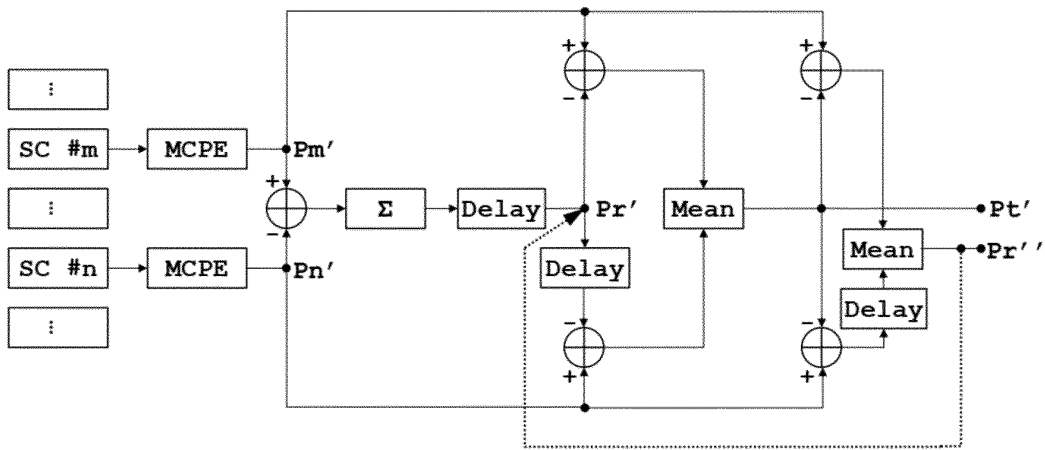 ⋮
SC #m
MCPE
Pm'
⋮
SC #n
MCPE
Pn'
⋮
+
-
Σ
Delay
Pr'
Delay
+
-
-
+
Mean
+
-
-
+
Pt'
Mean
Pr''
Delay